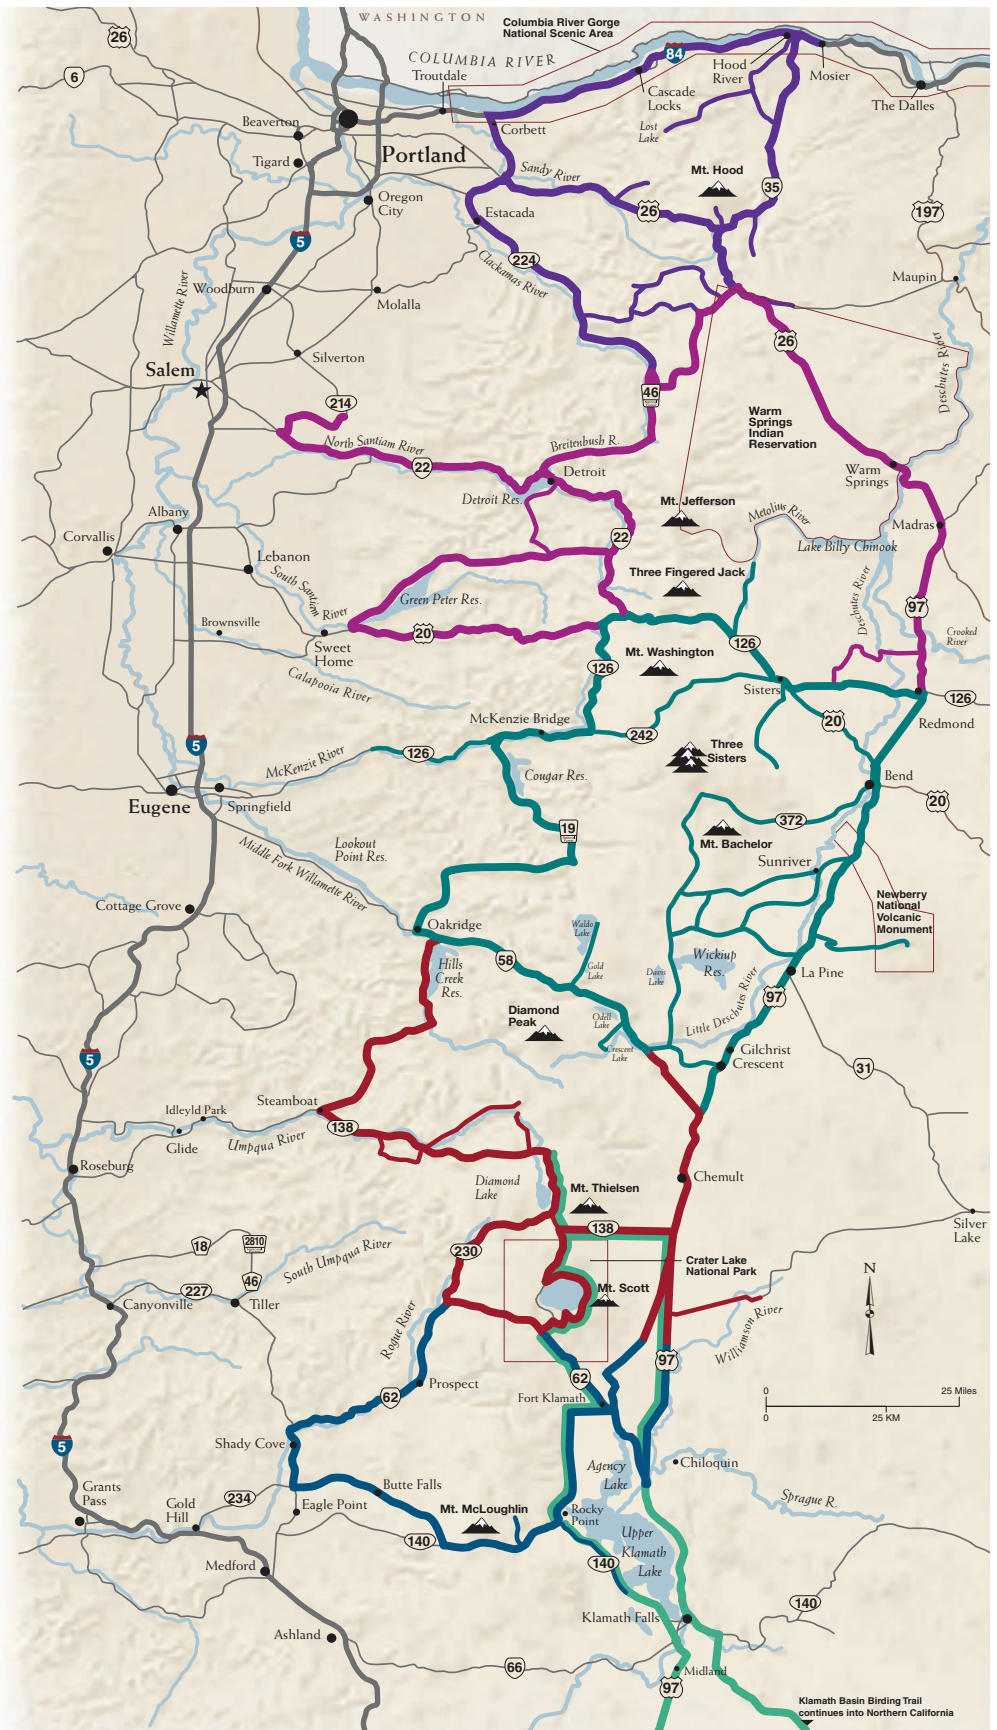 WASHINGTON
Columbia River Gorge
National Scenic Area
26
COLUMBIA RIVER
84
6
Troutdale
Hood
River
Mosier
Cascade
Locks
The Dalles
Beaverton
Corbett
Lost
Lake
Portland
Tigard
Sandy River
Mt. Hood
Oregon
City
35
26
197
Estacada
5
224
Clackamas River
Maupin
Willamette River
Woodburn
Molalla
26
Silverton
Deschutes River
Salem
46
214
Warm
Springs
Indian
Reservation
North Santiam River
Breitenbush R.
22
Detroit
Warm
Springs
Detroit Res.
Mt. Jefferson
Metolius River
Albany
Madras
Corvallis
22
Lake Billy Chinook
Lebanon
Three Fingered Jack
South Santiam
River
Green Peter Res.
Deschutes River
97
Brownsville
20
Crooked
River
Sweet
Home
126
Mt. Washington
126
Calapooia River
Sisters
126
McKenzie Bridge
20
Redmond
5
242
McKenzie River
126
Three
Sisters
Cougar Res.
Bend
Eugene
Springfield
20
19
372
Mt. Bachelor
Lookout
Point Res.
Middle Fork Willamette River
Sunriver
Newberry
National
Volcanic
Monument
Cottage Grove
Oakridge
Waldo
Lake
58
Hills
Creek
Res.
Gold
Lake
Davis
Lake
Wickiup
Res.
La Pine
97
Diamond
Peak
Odell
Lake
Little Deschutes River
Crescent
Lake
Gilchrist
Crescent
5
31
Steamboat
Idleyld Park
138
Glide
Umpqua River
Roseburg
Chemult
Diamond
Lake
Mt. Thielsen
138
Silver
Lake
18
2810
230
South Umpqua River
Crater Lake
National Park
46
227
Mt. Scott
N
Canyonville
Tiller
Rogue River
Williamson River
97
Prospect
62
62
Fort Klamath
0
25 Miles
0
25 KM
5
Shady Cove
Agency
Lake
Chiloquin
Grants
Pass
Butte Falls
234
Gold
Hill
Eagle Point
Mt. McLoughlin
Rocky
Point
Sprague R.
140
Upper
Klamath
Lake
Medford
140
140
Klamath Falls
Ashland
66
Midland
97
Klamath Basin Birding Trail
continues into Northern California